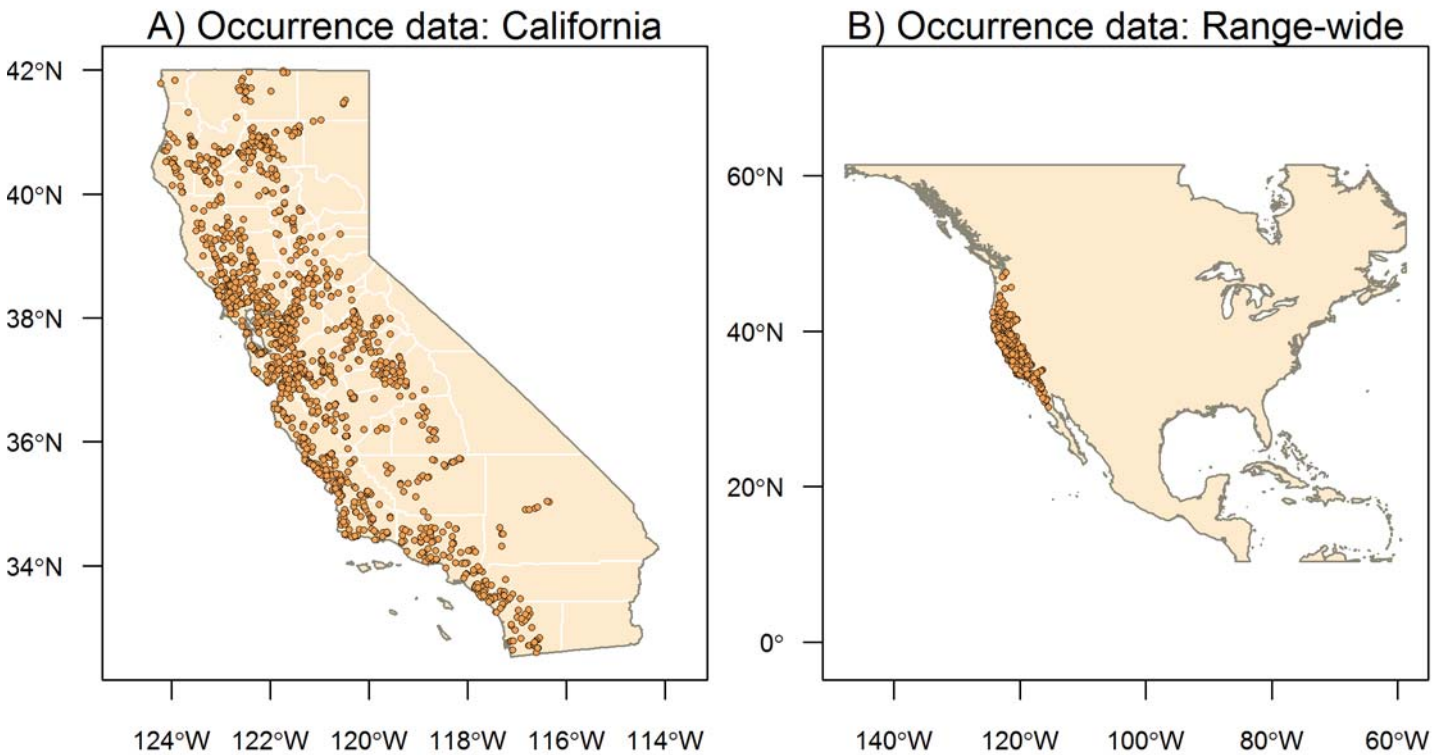 A) Occurrence data: California
42°N
40°N
38°N
36°N
34°N
124°W 122°W 120°W 118°W 116°W 114°W
B) Occurrence data: Range-wide
60°N
40°N
20°N
0°
140°W 120°W 100°W 80°W 60°W